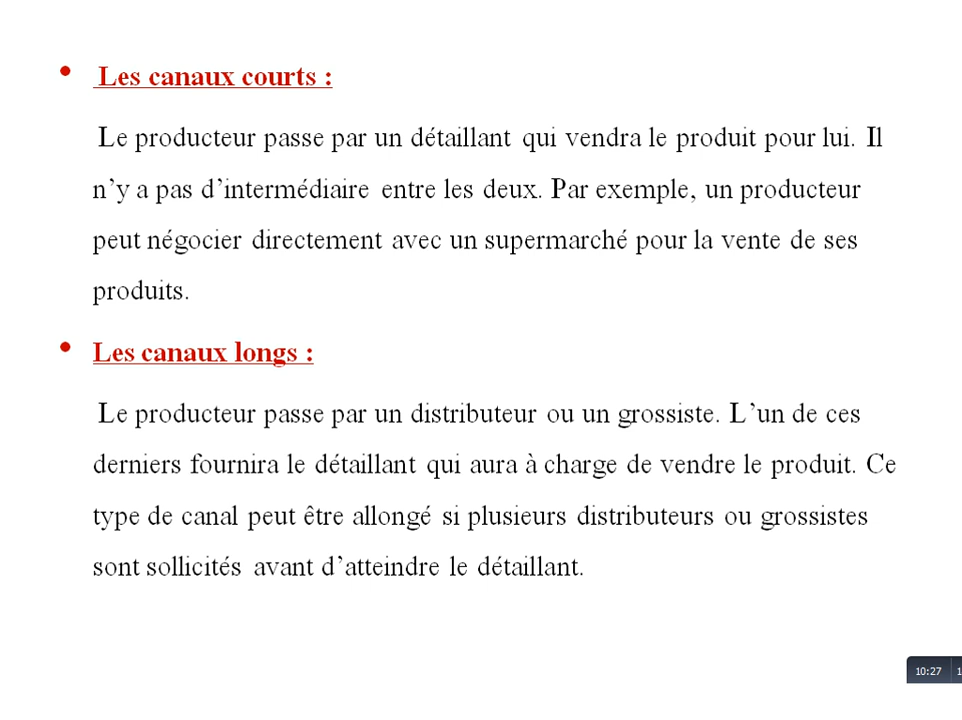 • Les canaux courts :
Le producteur passe par un détaillant qui vendra le produit pour lui. Il
n’y a pas d’intermédiaire entre les deux. Par exemple, un producteur
peut négocier directement avec un supermarché pour la vente de ses
produits.
• Les canaux longs :
Le producteur passe par un distributeur ou un grossiste. L’un de ces
derniers fournira le détaillant qui aura à charge de vendre le produit. Ce
type de canal peut être allongé si plusieurs distributeurs ou grossistes
sont sollicités avant d’atteindre le détaillant.
10:27